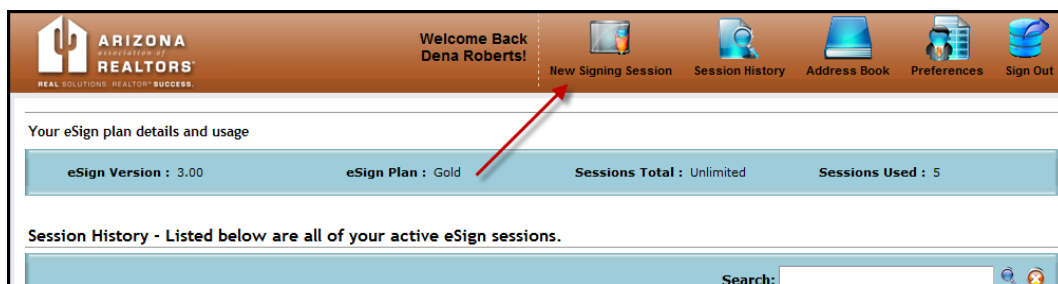 ARIZONA
association of
REALTORS®
REAL SOLUTIONS. REALTOR® SUCCESS.
Welcome Back
Dena Roberts!
New Signing Session
Session History
Address Book
Preferences
Sign Out
Your eSign plan details and usage
eSign Version : 3.00 eSign Plan : Gold Sessions Total : Unlimited Sessions Used : 5
Session History - Listed below are all of your active eSign sessions.
Search: